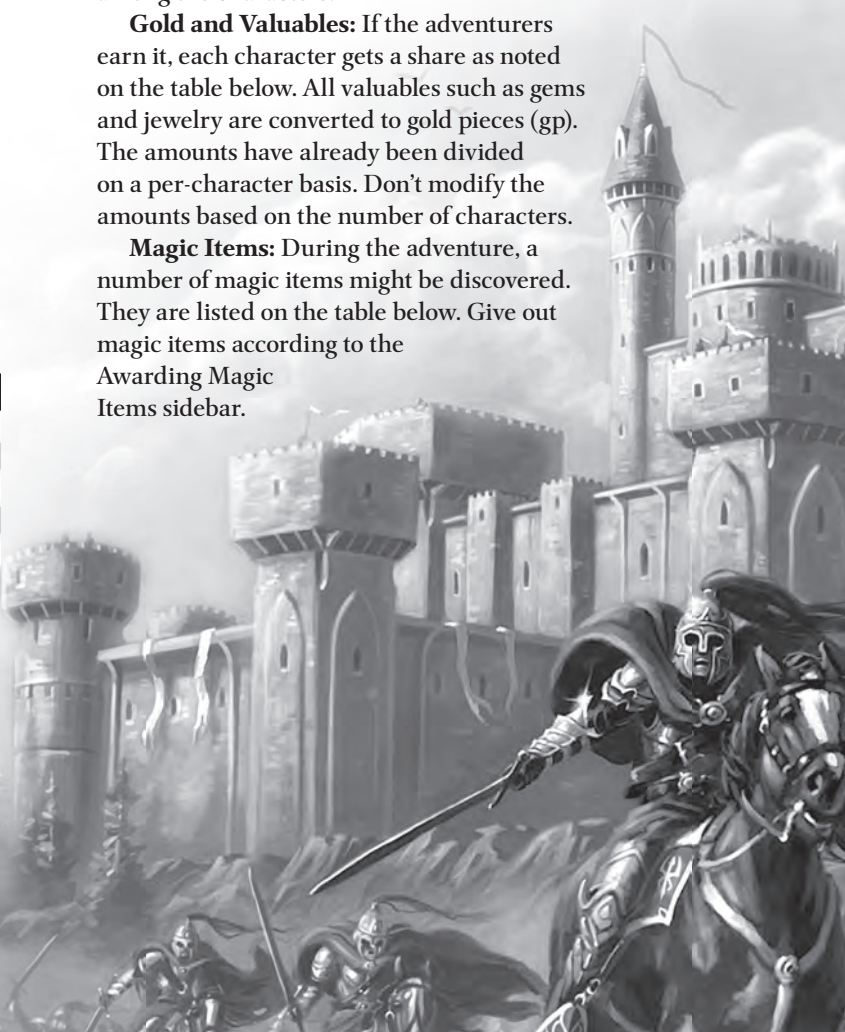 Gold and Valuables: If the adventurers
earn it, each character gets a share as noted
on the table below. All valuables such as gems
and jewelry are converted to gold pieces (gp).
The amounts have already been divided
on a per-character basis. Don’t modify the
amounts based on the number of characters.
Magic Items: During the adventure, a
number of magic items might be discovered.
They are listed on the table below. Give out
magic items according to the
Awarding Magic
Items sidebar.